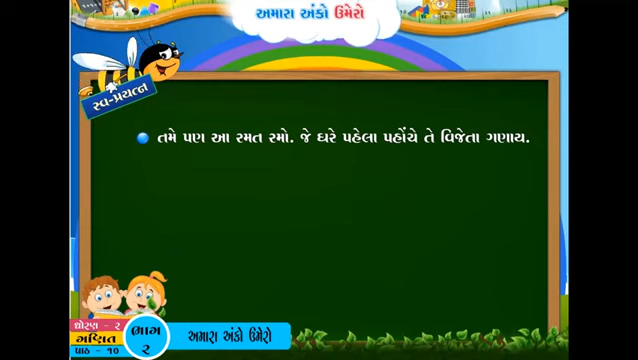 અમારા અંકો ઉમેરો
સ્વ-પ્રયત્ન
તમે પણ આ રમત રમો. જે ઘરે પહેલા પહોંચે તે વિજેતા ગણાય.
ધોરણ - ૨
ગણિત
પાઠ - ૧૦
ભાગ
૨
અમારા અંકો ઉમેરો